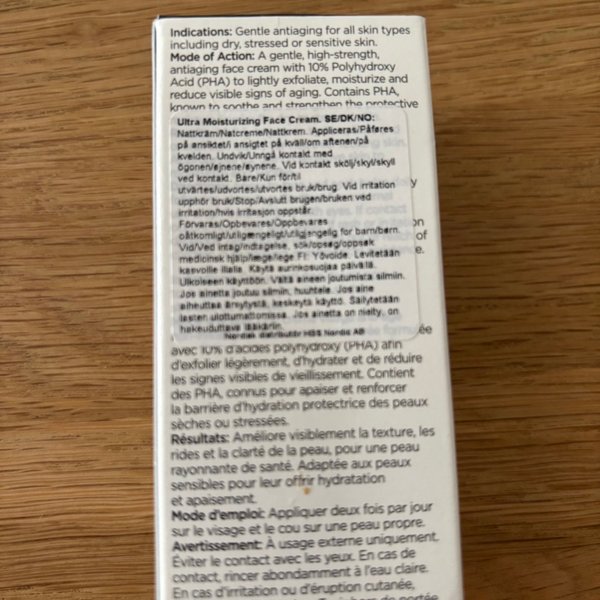 Indications: Gentle antiaging for all skin types
including dry, stressed or sensitive skin.
Mode of Action: A gentle, high-strength,
antiaging face cream with 10% Polyhydroxy
Acid (PHA) to lightly exfoliate, moisturize and
reduce visible signs of aging. Contains PHA,
known to soothe and strengthen the protective
Ultra Moisturizing Face Cream. SE/DK/NO:
Nattkräm/Natcreme/Nattkrem. Appliceras/Påføres
på ansiktet/i ansigtet på kväll/om aftenen/på
kvelden. Undvik/Unngå kontakt med
ögonen/øjnene/øynene. Vid kontakt skölj/skyl/skyll
ved kontakt. Bare/Kun för/til
utvärtes/udvortes/utvortes bruk/brug. Vid irritation
upphör bruk/Stop/Avslutt brugen/bruken ved
irritation/hvis irritasjon oppstår.
Förvaras/Opbevares/Oppbevares
oåtkomligt/utilgængeligt/utilgjengelig for barn/børn.
Vid/Ved intag/indtagelse, sök/opsøg/oppsøk
medicinsk hjälp/læge/lege FI: Yövoide. Levitetään
kasvoille illalla. Käytä aurinkosuojaa päivällä.
Ulkoiseen käyttöön. Vältä aineen joutumista silmiin.
Jos ainetta joutuu silmiin, huuhtele. Jos aine
aiheuttaa ärsytystä, keskeytä käyttö. Säilytetään
lasten ulottumattomissa. Jos ainetta on nielty, on
hakeuduttava lääkäriin.
Nordisk distributör HBS Nordic AB
avec 10% d'acides polyhydroxy (PHA) afin
d'exfolier légèrement, d'hydrater et de réduire
les signes visibles de vieillissement. Contient
des PHA, connus pour apaiser et renforcer
la barrière d'hydration protectrice des peaux
sèches ou stressées.
Résultats: Améliore visiblement la texture, les
rides et la clarté de la peau, pour une peau
rayonnante de santé. Adaptée aux peaux
sensibles pour leur offrir hydratation
et apaisement.
Mode d'emploi: Appliquer deux fois par jour
sur le visage et le cou sur une peau propre.
Avertissement: À usage externe uniquement.
Éviter le contact avec les yeux. En cas de
contact, rincer abondamment à l'eau claire.
En cas d'irritation ou d'éruption cutanée,